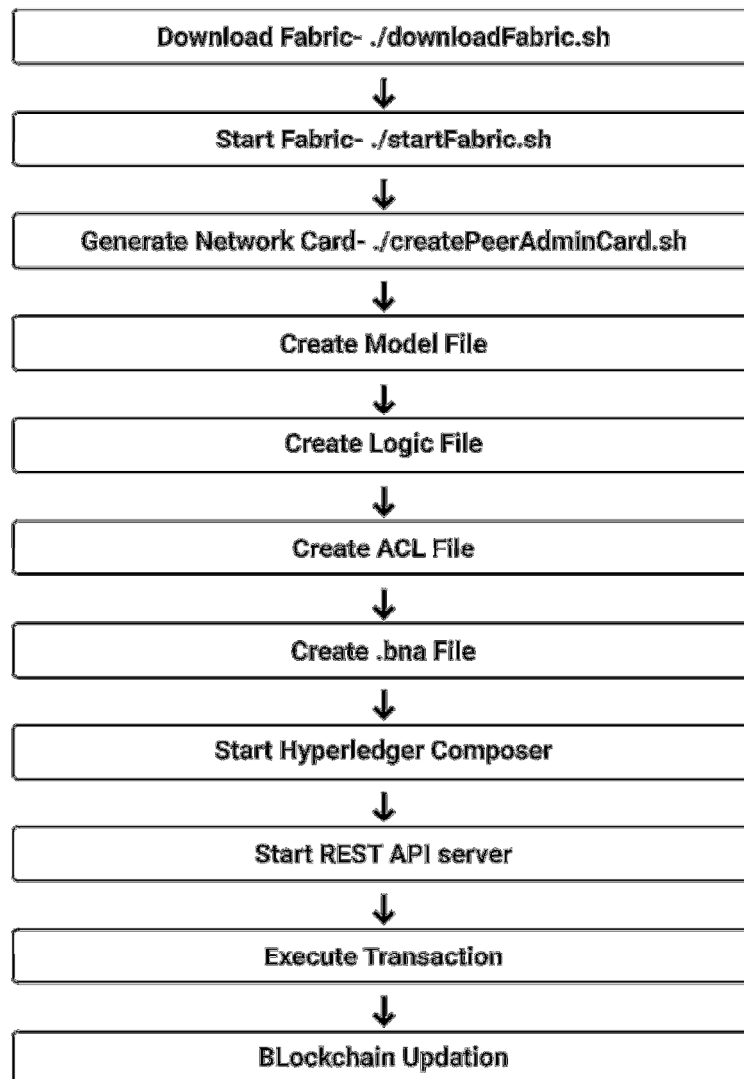 Download Fabric- ./downloadFabric.sh
Start Fabric- ./startFabric.sh
Generate Network Card- ./createPeerAdminCard.sh
Create Model File
Create Logic File
Create ACL File
Create .bna File
Start Hyperledger Composer
Start REST API server
Execute Transaction
BLockchain Updation